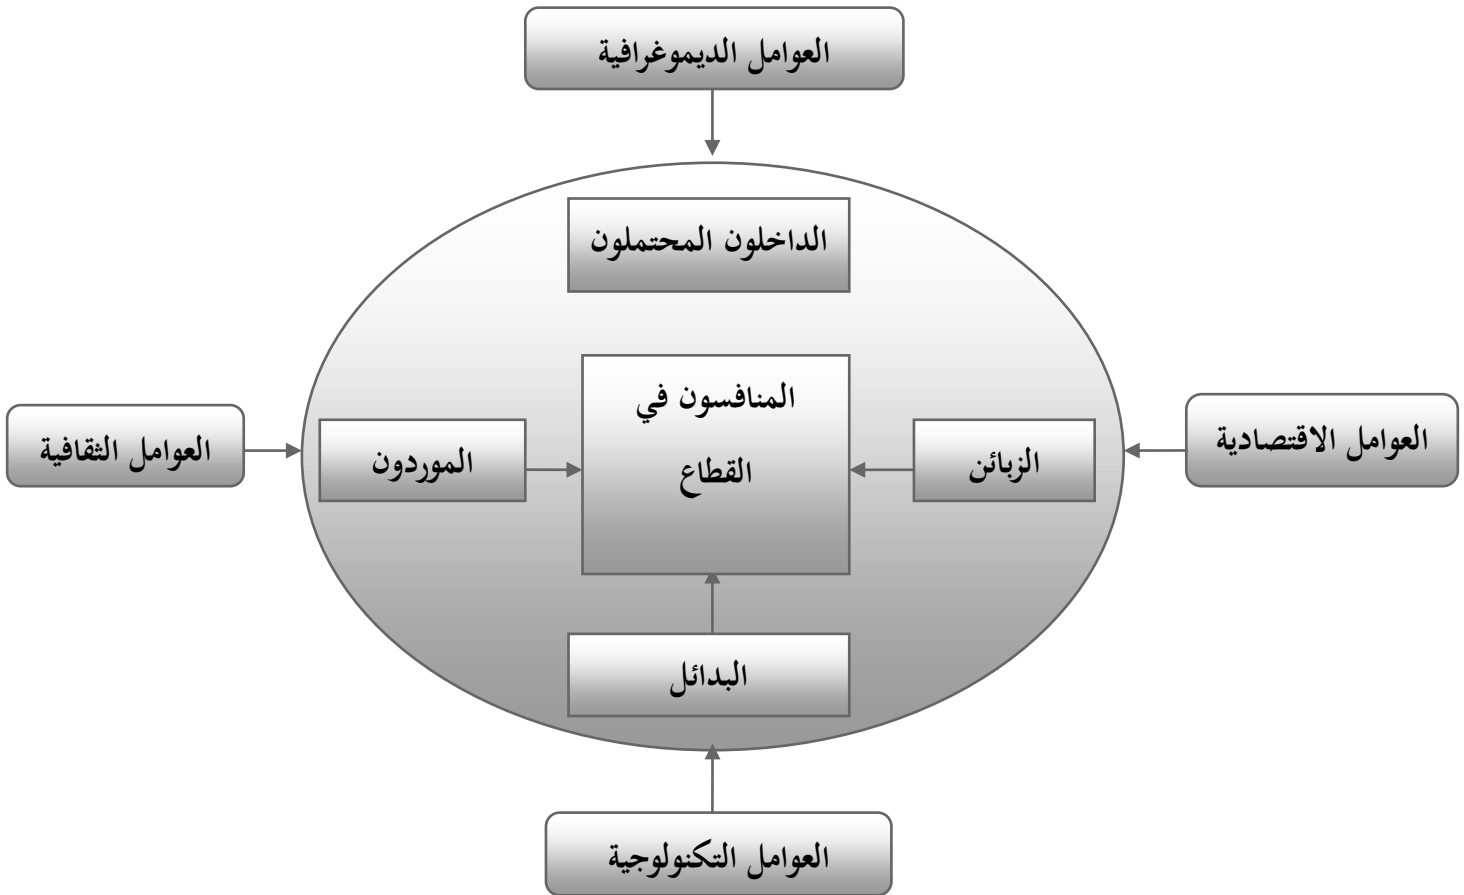 العوامل الديموغرافية
الداخلون المحتملون
المنافسون في
القطاع
العوامل الاقتصادية
الزبائن
الموردون
العوامل الثقافية
البدائل
العوامل التكنولوجية